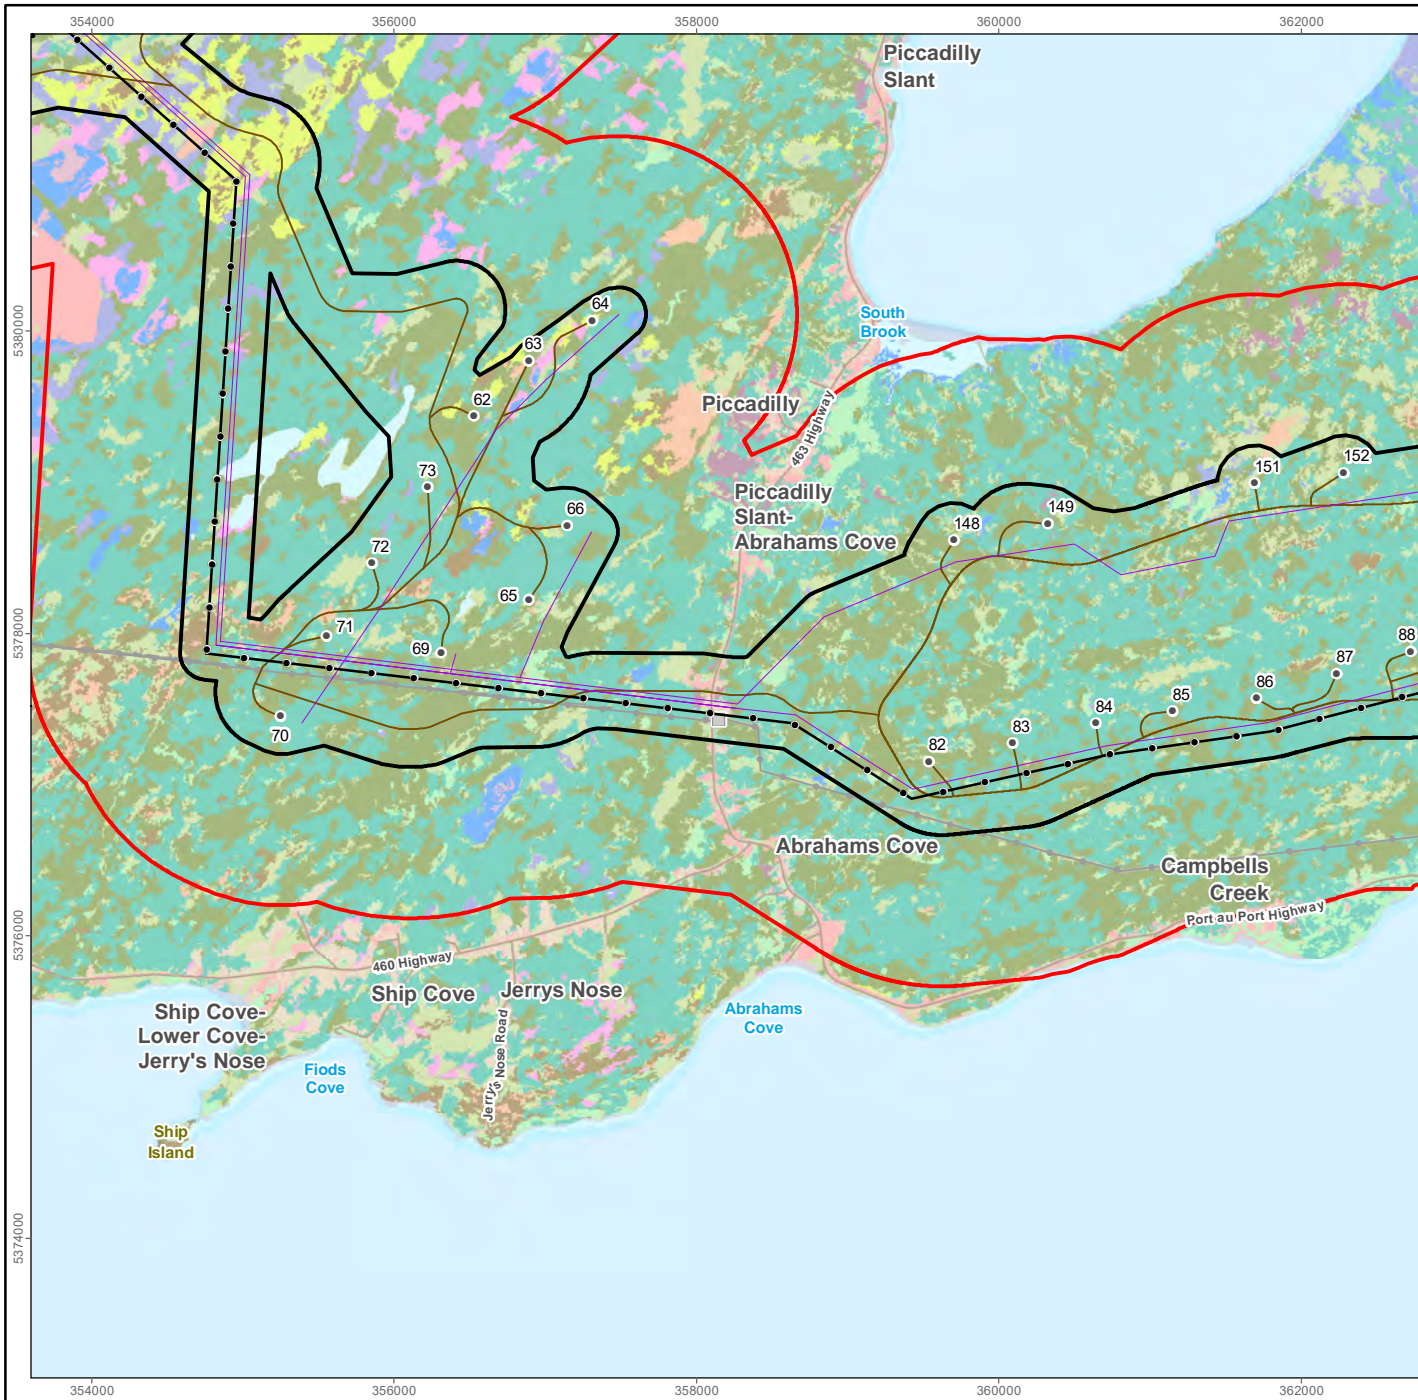 354000
356000
358000
360000
362000
Piccadilly
Slant
5380000
5378000
5376000
5374000
South
Brook
64
63
62
Piccadilly
463 Highway
73
66
Piccadilly
Slant-
Abrahams Cove
151
152
148
149
72
65
71
69
70
88
87
86
85
84
83
82
Abrahams Cove
Campbells
Creek
Port au Port Highway
460 Highway
Ship Cove
Jerrys Nose
Jerry's Nose Road
Abrahams
Cove
Ship Cove-
Lower Cove-
Jerry's Nose
Fiods
Cove
Ship
Island
354000
356000
358000
360000
362000